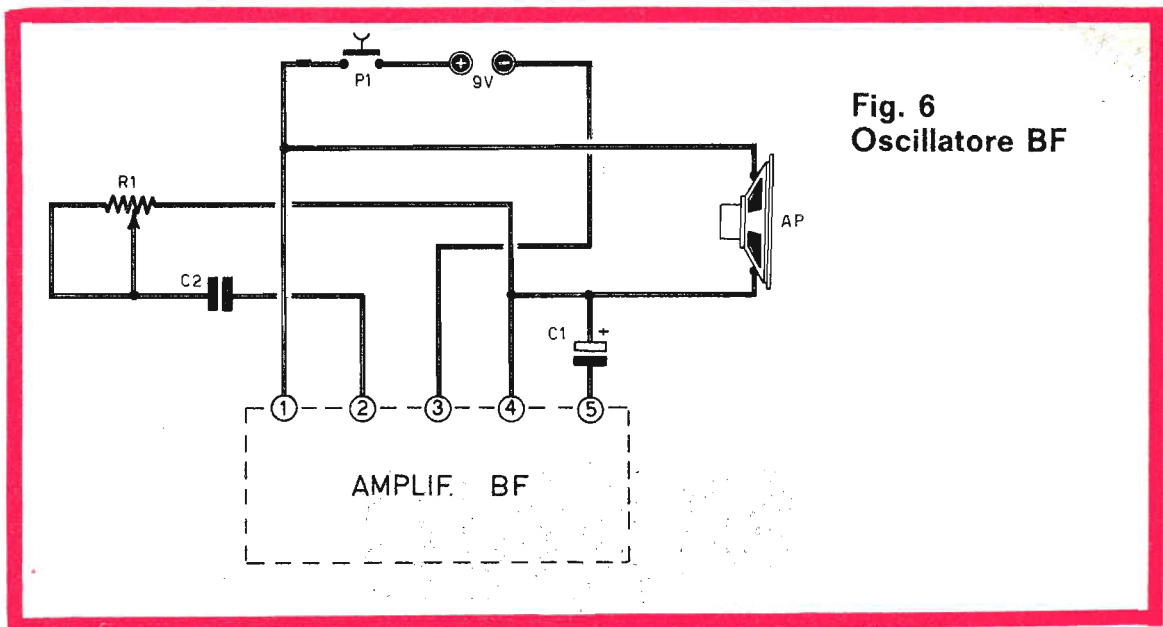 Fig. 6
Oscillatore BF
P1
+ -
9V
R1
AP
C2
C1
+
1 2 3 4 5
AMPLIF. BF